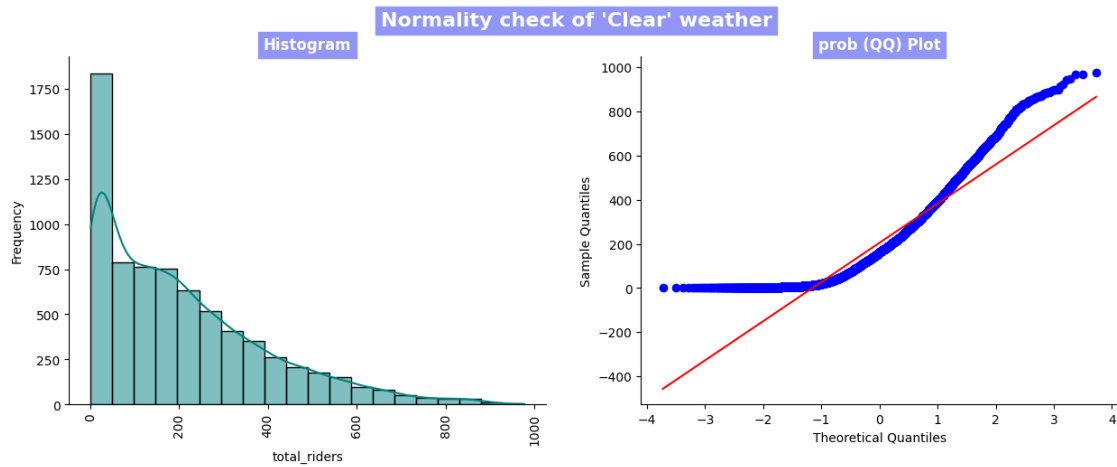 Normality check of 'Clear' weather
Histogram
1750
1500
1250
1000
750
500
250
0
Frequency
0
200
400
600
800
1000
total_riders
prob (QQ) Plot
1000
800
600
400
200
0
−200
−400
Sample Quantiles
−4 −3 −2 −1 0 1 2 3 4
Theoretical Quantiles